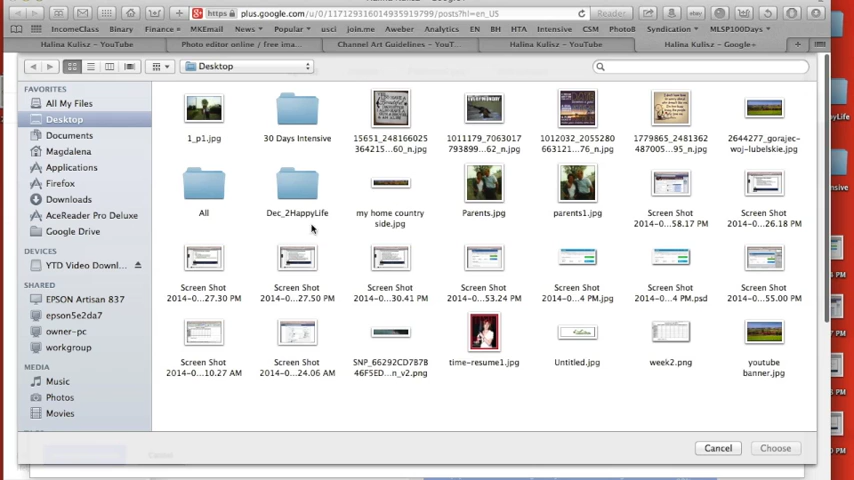 Halina Kulisz – Google+
plus.google.com/u/0/117129316014935919799/posts?hl=en_US
Reader
IncomeClass Binary Finance MKEmail News Popular usci join.me Aweber Analytics EN BH HTA Intensive CSM Photo8 Syndication MLSP100Days
Halina Kulisz – YouTube Photo editor online / free ima... Channel Art Guidelines – YouT... Halina Kulisz – YouTube Halina Kulisz – Google+
Desktop
FAVORITES
All My Files
Desktop
Documents
Magdalena
Applications
Firefox
Downloads
AceReader Pro Deluxe
Google Drive
DEVICES
YTD Video Downl...
SHARED
EPSON Artisan 837
epson5e2da7
owner-pc
workgroup
MEDIA
Music
Photos
Movies
1_p1.jpg
30 Days Intensive
15651_248166025
364215...60_n.jpg
1011179_7063017
793899...62_n.jpg
1012032_2055280
663121...76_n.jpg
1779865_2481362
487005...95_n.jpg
2644277_gorajec-
woj-lubelskie.jpg
All
Dec_2HappyLife
my home country
side.jpg
Parents.jpg
parents1.jpg
Screen Shot
2014-0...58.17 PM
Screen Shot
2014-0...26.18 PM
Screen Shot
2014-0...27.30 PM
Screen Shot
2014-0...27.50 PM
Screen Shot
2014-0...30.41 PM
Screen Shot
2014-0...53.24 PM
Screen Shot
2014-0...4 PM.jpg
Screen Shot
2014-0...4 PM.psd
Screen Shot
2014-0...55.00 PM
Screen Shot
2014-0...10.27 AM
Screen Shot
2014-0...24.06 AM
SNP_66292CD7878
46F5ED...n_v2.png
time-resume1.jpg
Untitled.jpg
week2.png
youtube
banner.jpg
Cancel
Choose